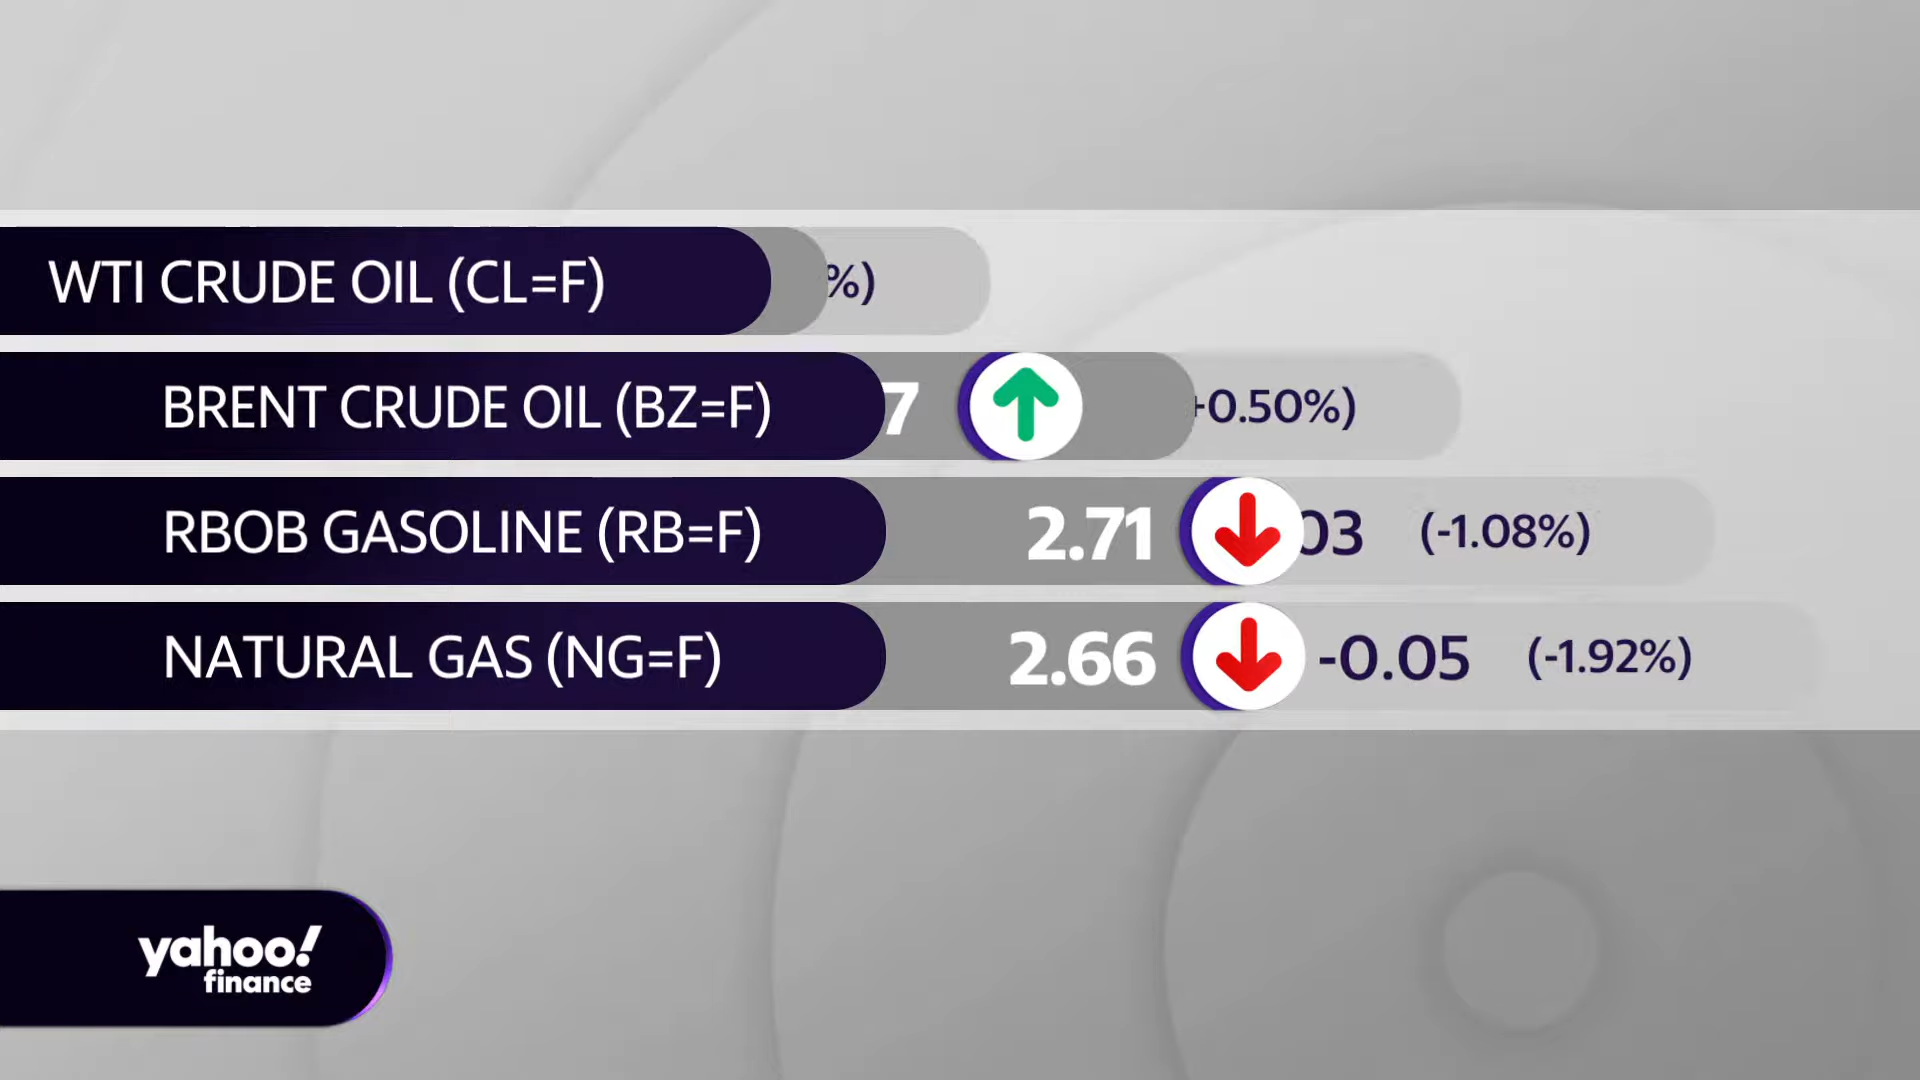 WTI CRUDE OIL (CL=F) %)
BRENT CRUDE OIL (BZ=F) 7 +0.50%)
RBOB GASOLINE (RB=F) 2.71 03 (-1.08%)
NATURAL GAS (NG=F) 2.66 -0.05 (-1.92%)
yahoo!
finance